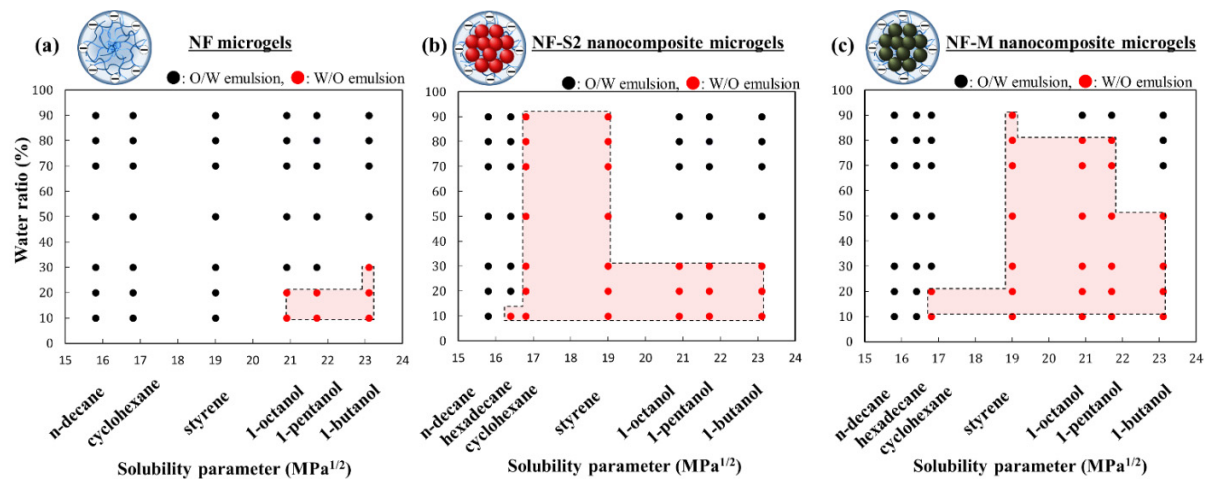 (a) NF microgels
●: O/W emulsion, ●: W/O emulsion
Water ratio (%)
100
90
80
70
60
50
40
30
20
10
0
15 16 17 18 19 20 21 22 23 24
n-decane cyclohexane styrene 1-octanol 1-pentanol 1-butanol
Solubility parameter (MPa1/2)
(b) NF-S2 nanocomposite microgels
●: O/W emulsion, ●: W/O emulsion
100
90
80
70
60
50
40
30
20
10
0
15 16 17 18 19 20 21 22 23 24
n-decane hexadecane cyclohexane styrene 1-octanol 1-pentanol 1-butanol
Solubility parameter (MPa1/2)
(c) NF-M nanocomposite microgels
●: O/W emulsion, ●: W/O emulsion
100
90
80
70
60
50
40
30
20
10
0
15 16 17 18 19 20 21 22 23 24
n-decane hexadecane cyclohexane styrene 1-octanol 1-pentanol 1-butanol
Solubility parameter (MPa1/2)